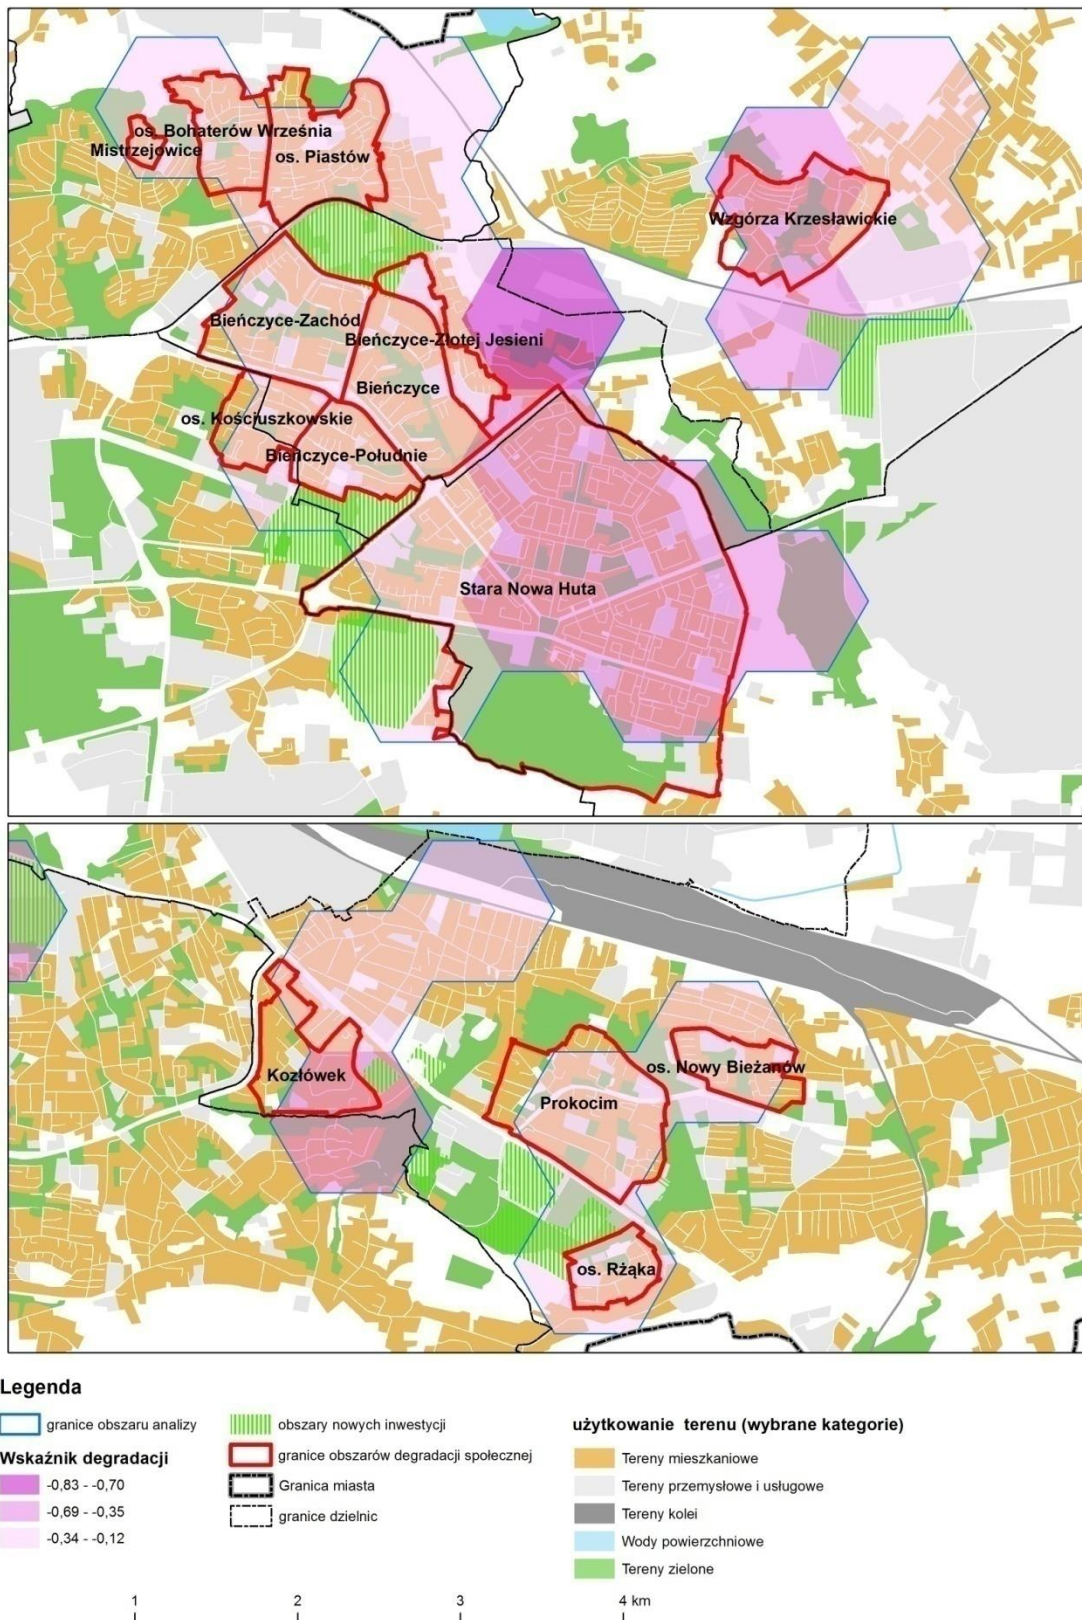 os. Bohaterów Września
Mistrzejowice
os. Piastów
Wzgórza Krzesławickie
Bieńczyce-Zachód
Bieńczyce-Złotej Jesieni
Bieńczyce
os. Kościuszkowskie
Bieńczyce-Południe
Stara Nowa Huta
Kozłówek
os. Nowy Bieżanów
Prokocim
os. Rżąka
Legenda
granice obszaru analizy
Wskaźnik degradacji
-0,83 - -0,70
-0,69 - -0,35
-0,34 - -0,12
obszary nowych inwestycji
granice obszarów degradacji społecznej
Granica miasta
granice dzielnic
użytkowanie terenu (wybrane kategorie)
Tereny mieszkaniowe
Tereny przemysłowe i usługowe
Tereny kolei
Wody powierzchniowe
Tereny zielone
1 2 3 4 km